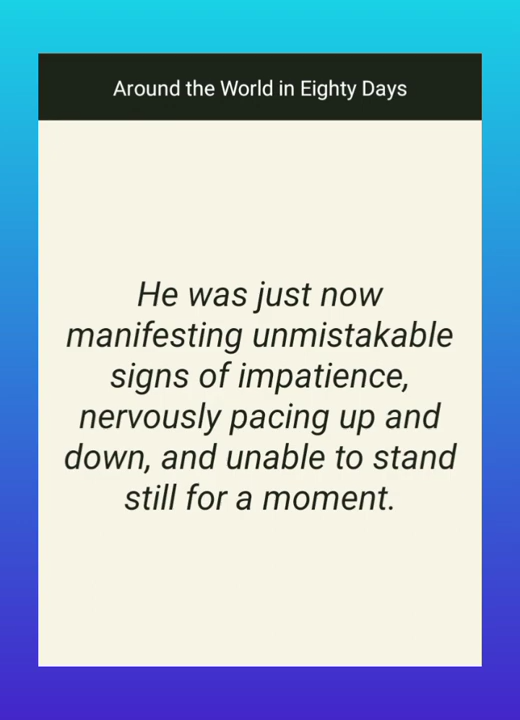 Around the World in Eighty Days
He was just now
manifesting unmistakable
signs of impatience,
nervously pacing up and
down, and unable to stand
still for a moment.